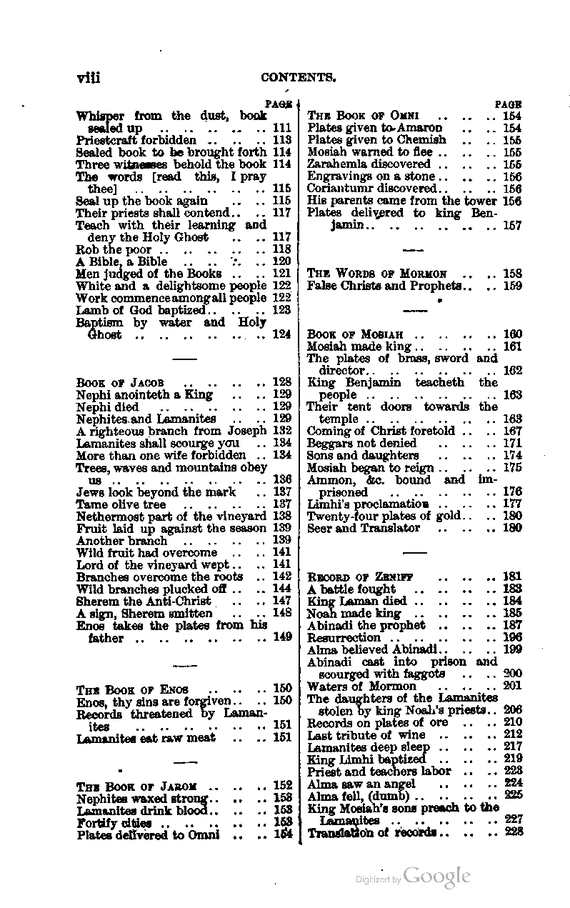 viii
CONTENTS.
PAGE
Whisper from the dust, book
sealed up .. .. .. .. .. 111
Priestcraft forbidden .. .. .. 113
Sealed book to be brought forth 114
Three witnesses behold the book 114
The words [read this, I pray
thee] .. .. .. .. .. .. 115
Seal up the book again .. .. 115
Their priests shall contend.. .. 117
Teach with their learning and
deny the Holy Ghost .. .. 117
Rob the poor .. .. .. .. .. 118
A Bible, a Bible .. .. .. .. 120
Men judged of the Books .. .. 121
White and a delightsome people 122
Work commence among all people 122
Lamb of God baptized.. .. .. 123
Baptism by water and Holy
Ghost .. .. .. .. .. .. 124
BOOK OF JACOB .. .. .. .. 128
Nephi anointeth a King .. .. 129
Nephi died .. .. .. .. .. 129
Nephites and Lamanites .. .. 129
A righteous branch from Joseph 132
Lamanites shall scourge you .. 134
More than one wife forbidden .. 134
Trees, waves and mountains obey
us .. .. .. .. .. .. .. 136
Jews look beyond the mark .. 137
Tame olive tree .. .. .. .. 137
Nethermost part of the vineyard 138
Fruit laid up against the season 139
Another branch .. .. .. .. 139
Wild fruit had overcome .. .. 141
Lord of the vineyard wept.. .. 141
Branches overcome the roots .. 142
Wild branches plucked off .. .. 144
Sherem the Anti-Christ .. .. 147
A sign, Sherem smitten .. .. 148
Enos takes the plates from his
father .. .. .. .. .. .. 149
THE BOOK OF ENOS .. .. .. 150
Enos, thy sins are forgiven.. .. 150
Records threatened by Laman-
ites .. .. .. .. .. .. 151
Lamanites eat raw meat .. .. 151
THE BOOK OF JAROM .. .. .. 152
Nephites waxed strong.. .. .. 153
Lamanites drink blood.. .. .. 153
Fortify cities .. .. .. .. .. 153
Plates delivered to Omni .. .. 154
PAGE
THE BOOK OF OMNI .. .. .. 154
Plates given to Amaron .. .. 154
Plates given to Chemish .. .. 155
Mosiah warned to flee .. .. .. 155
Zarahemla discovered .. .. .. 155
Engravings on a stone .. .. .. 156
Coriantumr discovered.. .. .. 156
His parents came from the tower 156
Plates delivered to king Ben-
jamin.. .. .. .. .. .. .. 157
THE WORDS OF MORMON .. .. 158
False Christs and Prophets.. .. 159
BOOK OF MOSIAH .. .. .. .. 160
Mosiah made king .. .. .. .. 161
The plates of brass, sword and
director.. .. .. .. .. .. 162
King Benjamin teacheth the
people .. .. .. .. .. .. 163
Their tent doors towards the
temple .. .. .. .. .. .. 163
Coming of Christ foretold .. .. 167
Beggars not denied .. .. .. 171
Sons and daughters .. .. .. 174
Mosiah began to reign .. .. .. 175
Ammon, &c. bound and im-
prisoned .. .. .. .. .. 176
Limhi's proclamation .. .. .. 177
Twenty-four plates of gold.. .. 180
Seer and Translator .. .. .. 180
RECORD OF ZENIFF .. .. .. 181
A battle fought .. .. .. .. 183
King Laman died .. .. .. .. 184
Noah made king .. .. .. .. 185
Abinadi the prophet .. .. .. 187
Resurrection .. .. .. .. .. 196
Alma believed Abinadi.. .. .. 199
Abinadi cast into prison and
scourged with faggots .. .. 200
Waters of Mormon .. .. .. 201
The daughters of the Lamanites
stolen by king Noah's priests.. 206
Records on plates of ore .. .. 210
Last tribute of wine .. .. .. 212
Lamanites deep sleep .. .. .. 217
King Limhi baptized .. .. .. 219
Priest and teachers labor .. .. 223
Alma saw an angel .. .. .. 224
Alma fell, (dumb) .. .. .. .. 225
King Mosiah's sons preach to the
Lamanites .. .. .. .. .. 227
Translation of records.. .. .. 228
Digitized by Google